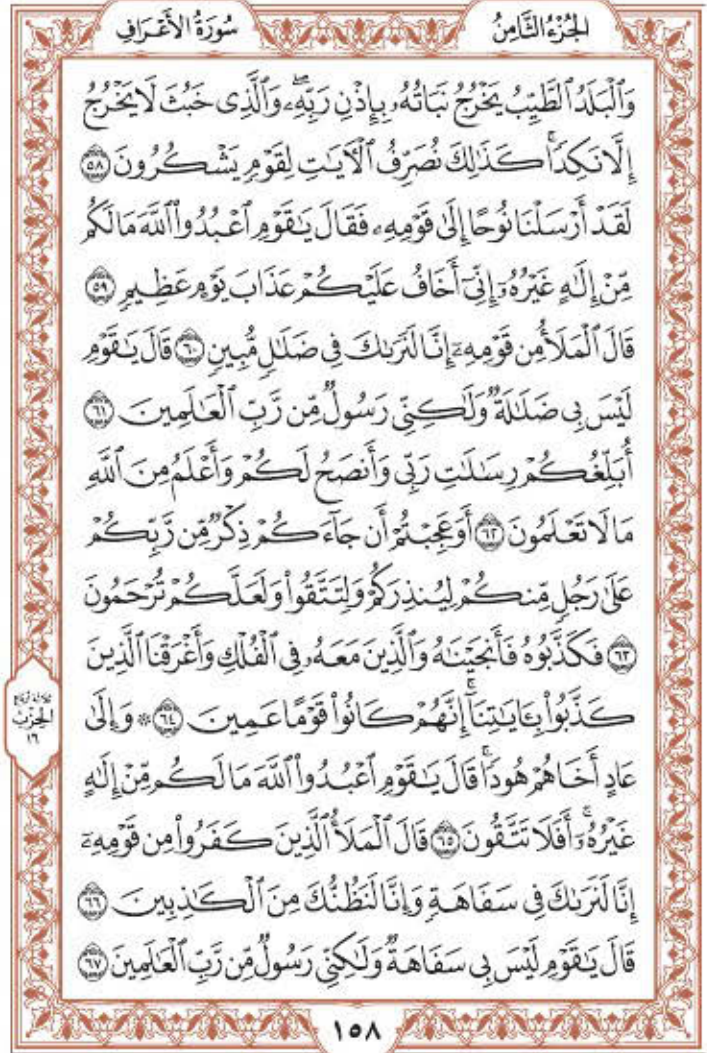 الجُزْءُ الثَّامِنُ
سُورَةُ الأَعْرَافِ
وَٱلْبَلَدُ ٱلطَّيِّبُ يَخْرُجُ نَبَاتُهُۥ بِإِذْنِ رَبِّهِۦۖ وَٱلَّذِى خَبُثَ لَا يَخْرُجُ
إِلَّا نَكِدًاۚ كَذَٰلِكَ نُصَرِّفُ ٱلْأٓيَٰتِ لِقَوْمٍ يَشْكُرُونَ ٥٨
لَقَدْ أَرْسَلْنَا نُوحًا إِلَىٰ قَوْمِهِۦ فَقَالَ يَٰقَوْمِ ٱعْبُدُوا۟ ٱللَّهَ مَا لَكُم
مِّنْ إِلَٰهٍ غَيْرُهُۥٓ إِنِّىٓ أَخَافُ عَلَيْكُمْ عَذَابَ يَوْمٍ عَظِيمٍ ٥٩
قَالَ ٱلْمَلَأُ مِن قَوْمِهِۦٓ إِنَّا لَنَرَىٰكَ فِى ضَلَٰلٍ مُّبِينٍ ٦٠ قَالَ يَٰقَوْمِ
لَيْسَ بِى ضَلَٰلَةٌ وَلَٰكِنِّى رَسُولٌ مِّن رَّبِّ ٱلْعَٰلَمِينَ ٦١
أُبَلِّغُكُمْ رِسَٰلَٰتِ رَبِّى وَأَنصَحُ لَكُمْ وَأَعْلَمُ مِنَ ٱللَّهِ
مَا لَا تَعْلَمُونَ ٦٢ أَوَعَجِبْتُمْ أَن جَآءَكُمْ ذِكْرٌ مِّن رَّبِّكُمْ
عَلَىٰ رَجُلٍ مِّنكُمْ لِيُنذِرَكُمْ وَلِتَتَّقُوا۟ وَلَعَلَّكُمْ تُرْحَمُونَ
٦٣ فَكَذَّبُوهُ فَأَنجَيْنَٰهُ وَٱلَّذِينَ مَعَهُۥ فِى ٱلْفُلْكِ وَأَغْرَقْنَا ٱلَّذِينَ
كَذَّبُوا۟ بِـَٔايَٰتِنَآۚ إِنَّهُمْ كَانُوا۟ قَوْمًا عَمِينَ ٦٤ ۞ وَإِلَىٰ
عَادٍ أَخَاهُمْ هُودًاۚ قَالَ يَٰقَوْمِ ٱعْبُدُوا۟ ٱللَّهَ مَا لَكُم مِّنْ إِلَٰهٍ
غَيْرُهُۥٓۚ أَفَلَا تَتَّقُونَ ٦٥ قَالَ ٱلْمَلَأُ ٱلَّذِينَ كَفَرُوا۟ مِن قَوْمِهِۦٓ
إِنَّا لَنَرَىٰكَ فِى سَفَاهَةٍ وَإِنَّا لَنَظُنُّكَ مِنَ ٱلْكَٰذِبِينَ ٦٦
قَالَ يَٰقَوْمِ لَيْسَ بِى سَفَاهَةٌ وَلَٰكِنِّى رَسُولٌ مِّن رَّبِّ ٱلْعَٰلَمِينَ ٦٧
ثلاثة أرباع
الحِزْب
١٦
١٥٨